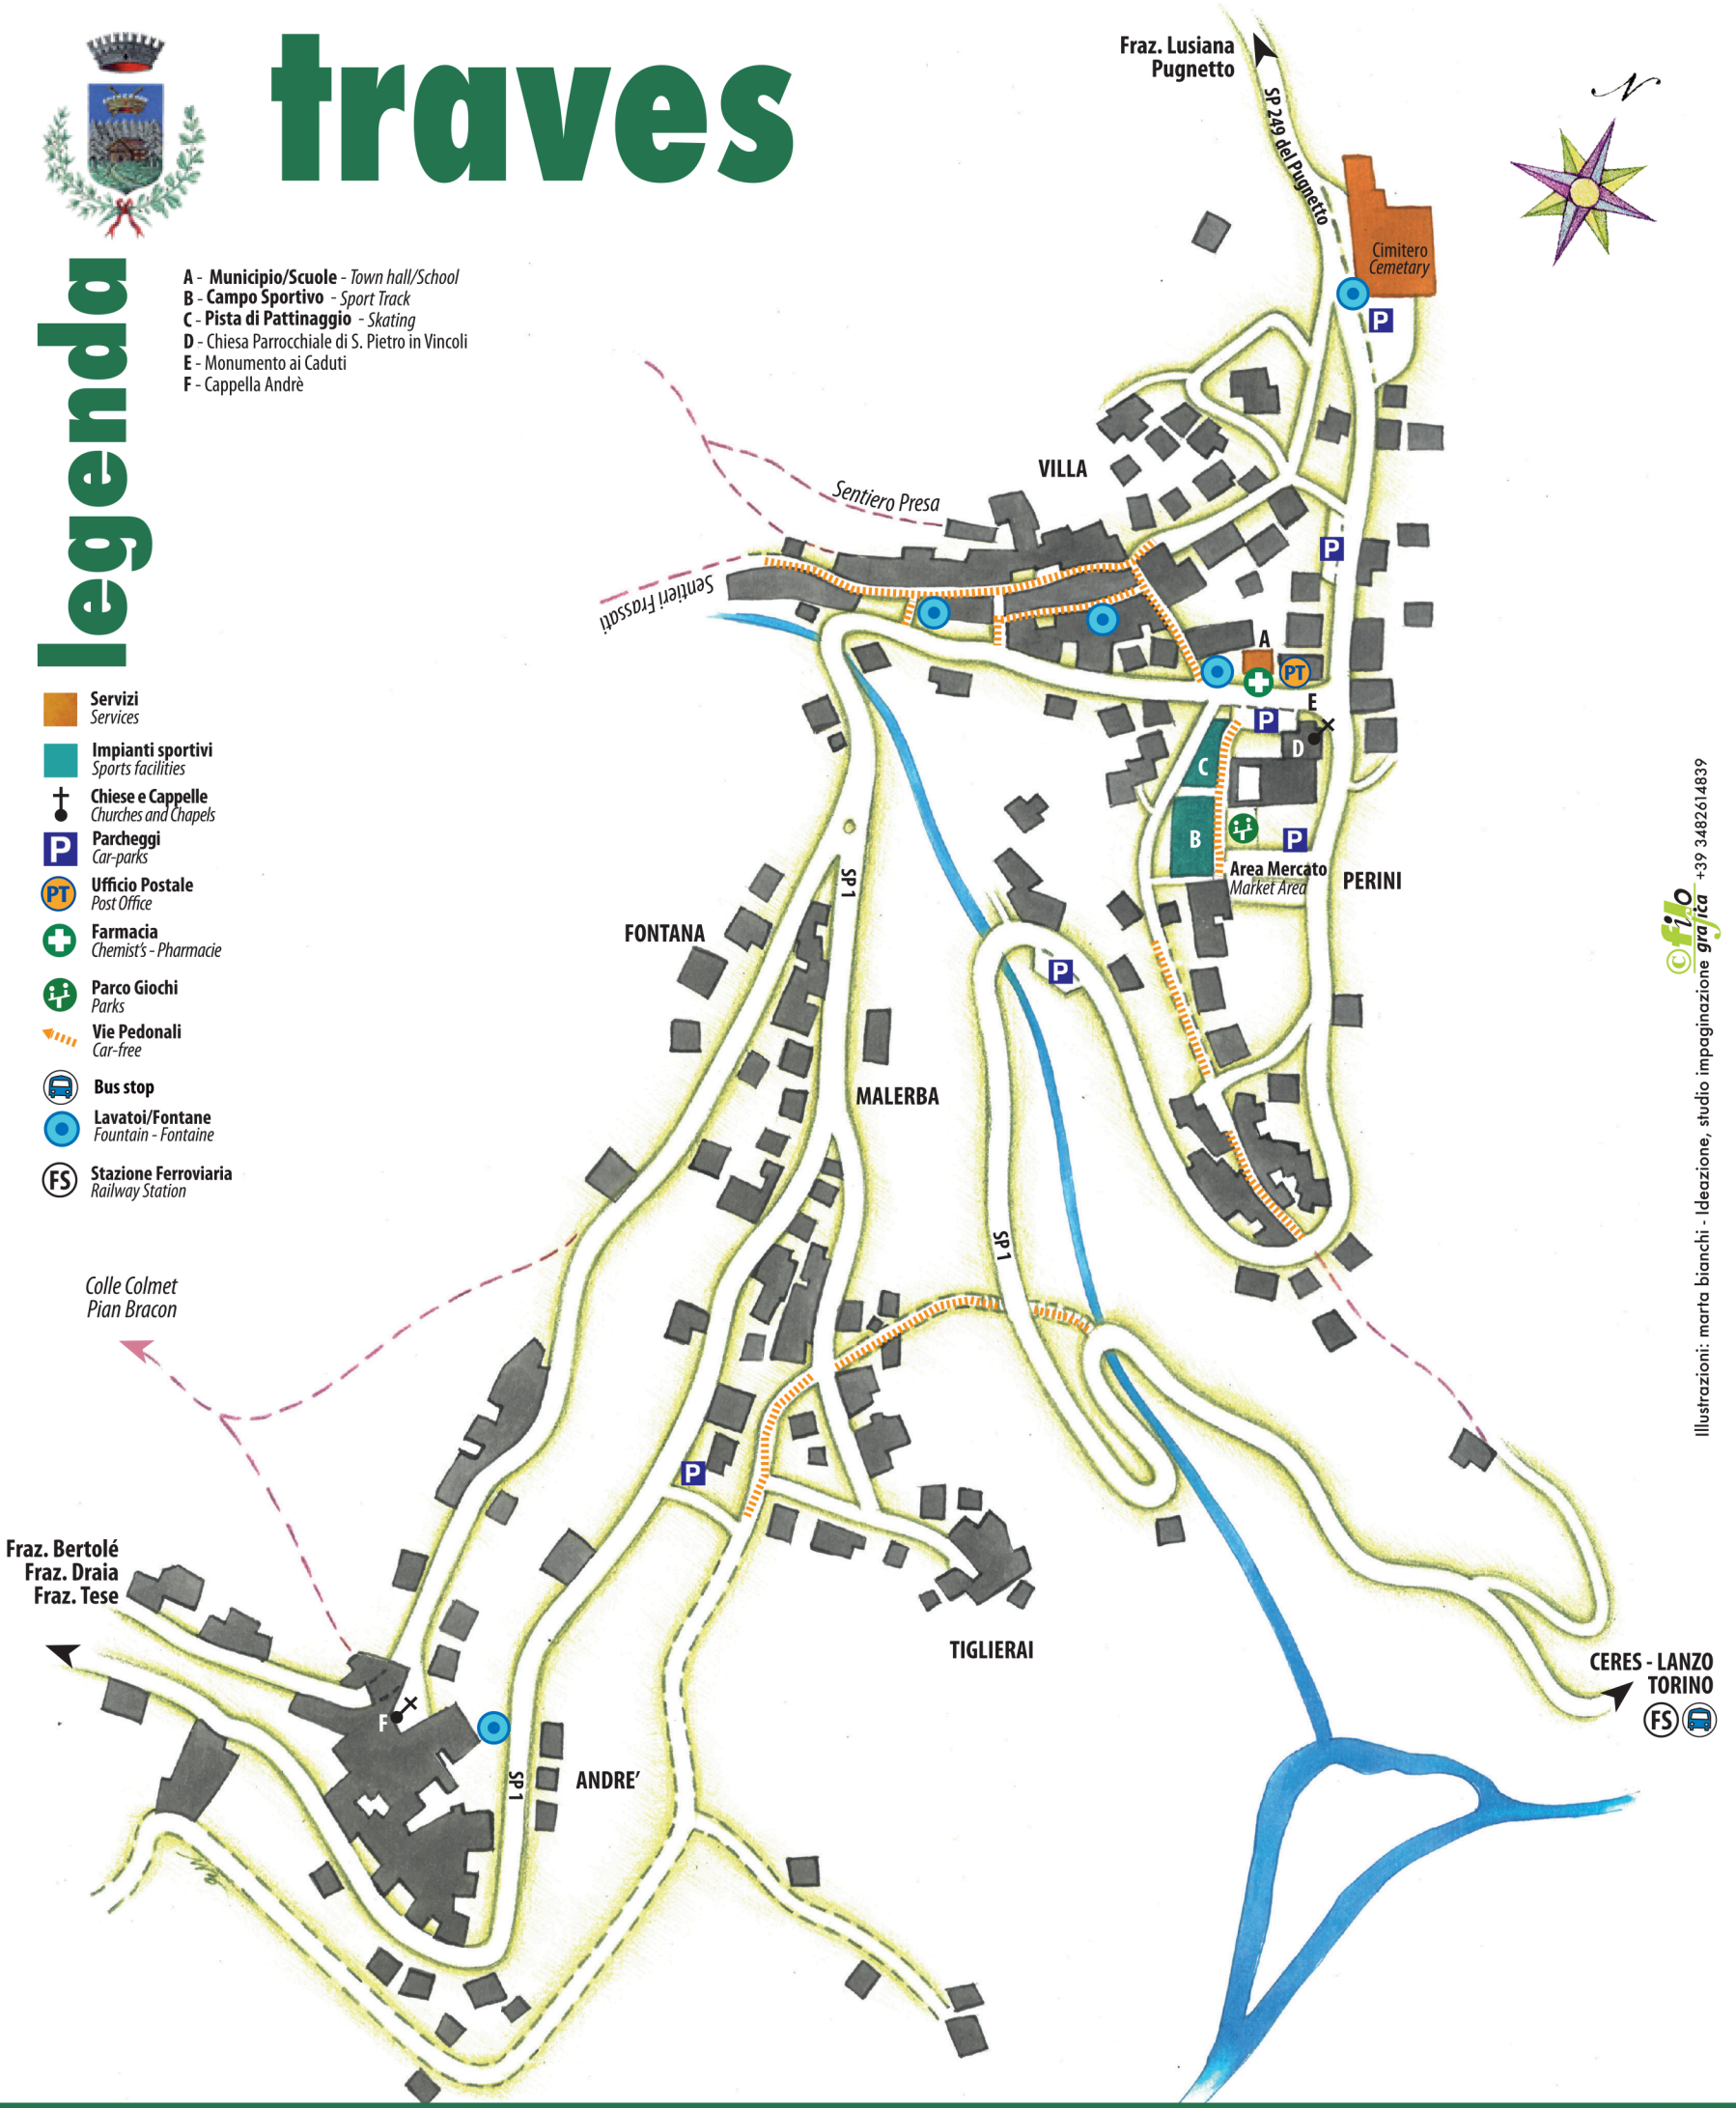 traves
legenda
A - Municipio/Scuole - Town hall/School
B - Campo Sportivo - Sport Track
C - Pista di Pattinaggio - Skating
D - Chiesa Parrocchiale di S. Pietro in Vincoli
E - Monumento ai Caduti
F - Cappella Andrè
Servizi
Services
Impianti sportivi
Sports facilities
Chiese e Cappelle
Churches and Chapels
P
Parcheggi
Car-parks
PT
Ufficio Postale
Post Office
Farmacia
Chemist's - Pharmacie
Parco Giochi
Parks
Vie Pedonali
Car-free
Bus stop
Lavatoi/Fontane
Fountain - Fontaine
FS
Stazione Ferroviaria
Railway Station
Fraz. Lusiana
Pugnetto
SP 249 del Pugnetto
N
Cimitero
Cemetary
P
VILLA
Sentiero Presa
Sentieri Frassati
P
A
PT
E
P
D
C
B
P
Area Mercato
Market Area
PERINI
SP 1
FONTANA
P
MALERBA
SP 1
Colle Colmet
Pian Bracon
P
Fraz. Bertolé
Fraz. Draia
Fraz. Tese
TIGLIERAI
CERES - LANZO
TORINO
FS
F
SP 1
ANDRE'
Illustrazioni: marta bianchi - Ideazione, studio impaginazione grafica +39 3482614839
©filo